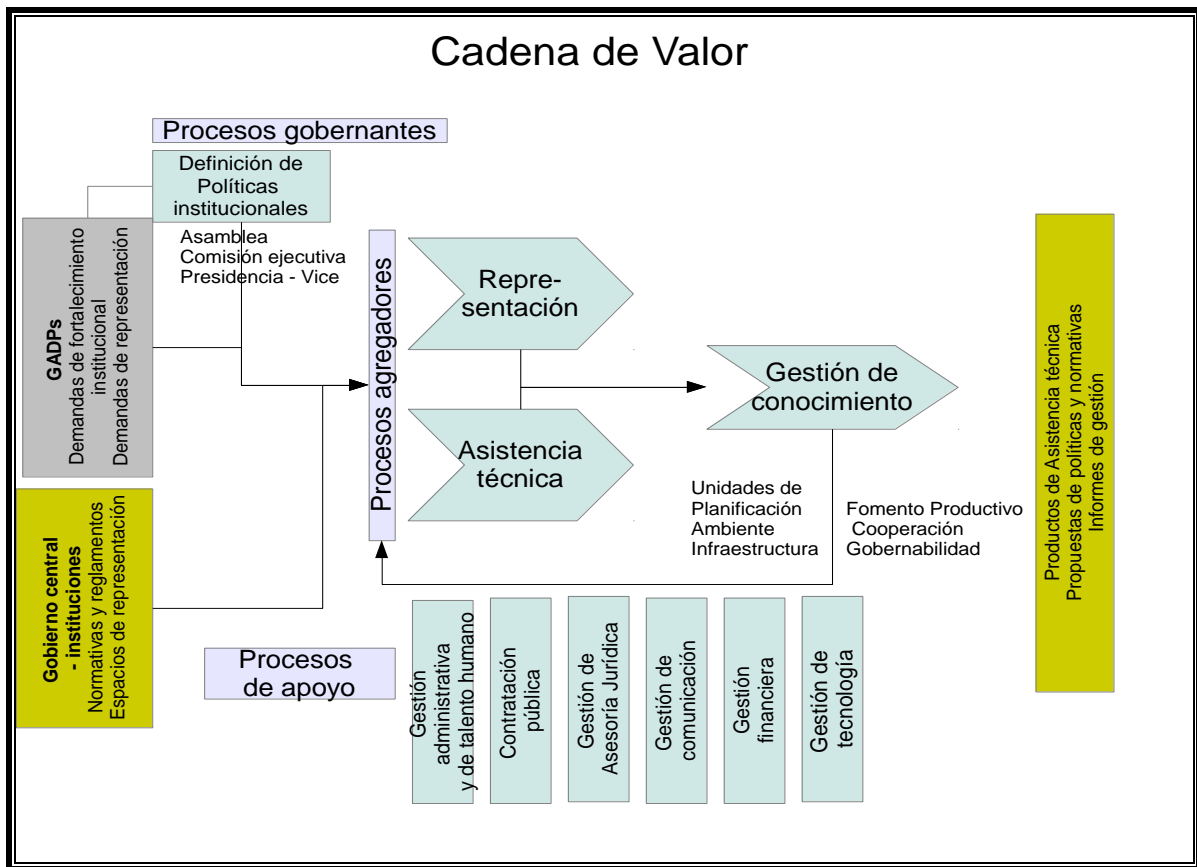 Cadena de Valor
Procesos gobernantes
Definición de
Políticas
institucionales
Asamblea
Comisión ejecutiva
Presidencia - Vice
GADPs
Demandas de fortalecimiento
institucional
Demandas de representación
Gobierno central
- instituciones
Normativas y reglamentos
Espacios de representación
Procesos agregadores
Repre-
sentación
Asistencia
técnica
Gestión de
conocimiento
Unidades de
Planificación
Ambiente
Infraestructura
Fomento Productivo
Cooperación
Gobernabilidad
Productos de Asistencia técnica
Propuestas de políticas y normativas
Informes de gestión
Procesos
de apoyo
Gestión
administrativa
y de talento humano
Contratación
pública
Gestión de
Asesoría Jurídica
Gestión de
comunicación
Gestión
financiera
Gestión de
tecnología